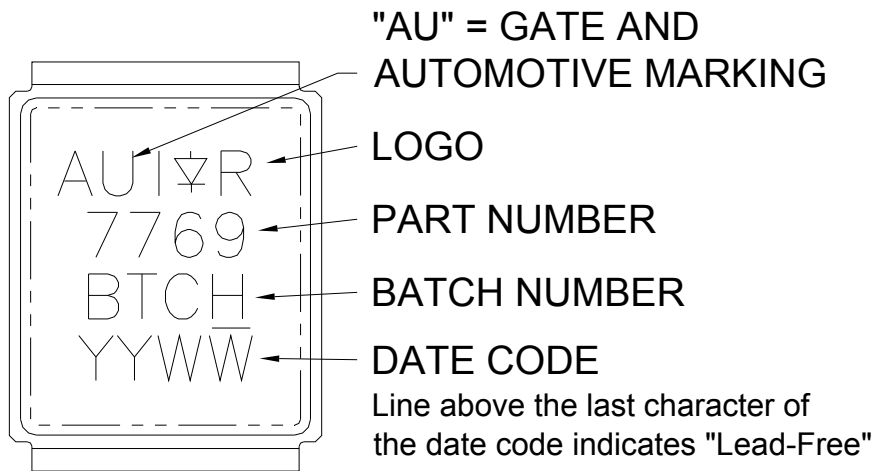 "AU" = GATE AND
AUTOMOTIVE MARKING
AUI R
LOGO
7769
PART NUMBER
BTCH
BATCH NUMBER
YYWW̅
DATE CODE
Line above the last character of
the date code indicates "Lead-Free"